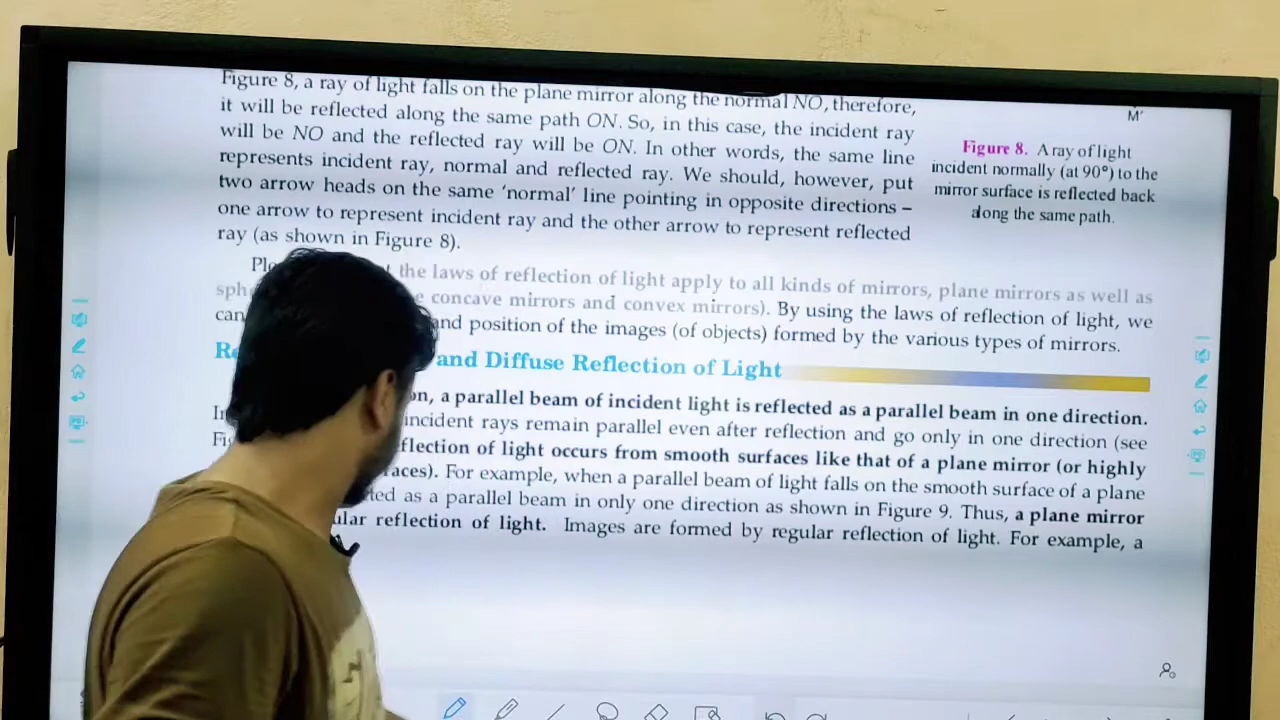 Figure 8, a ray of light falls on the plane mirror along the normal NO, therefore,
it will be reflected along the same path ON. So, in this case, the incident ray
will be NO and the reflected ray will be ON. In other words, the same line
represents incident ray, normal and reflected ray. We should, however, put
two arrow heads on the same ‘normal’ line pointing in opposite directions –
one arrow to represent incident ray and the other arrow to represent reflected
ray (as shown in Figure 8).
M′
Figure 8. A ray of light
incident normally (at 90°) to the
mirror surface is reflected back
along the same path.
the laws of reflection of light apply to all kinds of mirrors, plane mirrors as well as
concave mirrors and convex mirrors). By using the laws of reflection of light, we
can and position of the images (of objects) formed by the various types of mirrors.
and Diffuse Reflection of Light
a parallel beam of incident light is reflected as a parallel beam in one direction.
incident rays remain parallel even after reflection and go only in one direction (see
of light occurs from smooth surfaces like that of a plane mirror (or highly
For example, when a parallel beam of light falls on the smooth surface of a plane
as a parallel beam in only one direction as shown in Figure 9. Thus, a plane mirror
reflection of light. Images are formed by regular reflection of light. For example, a